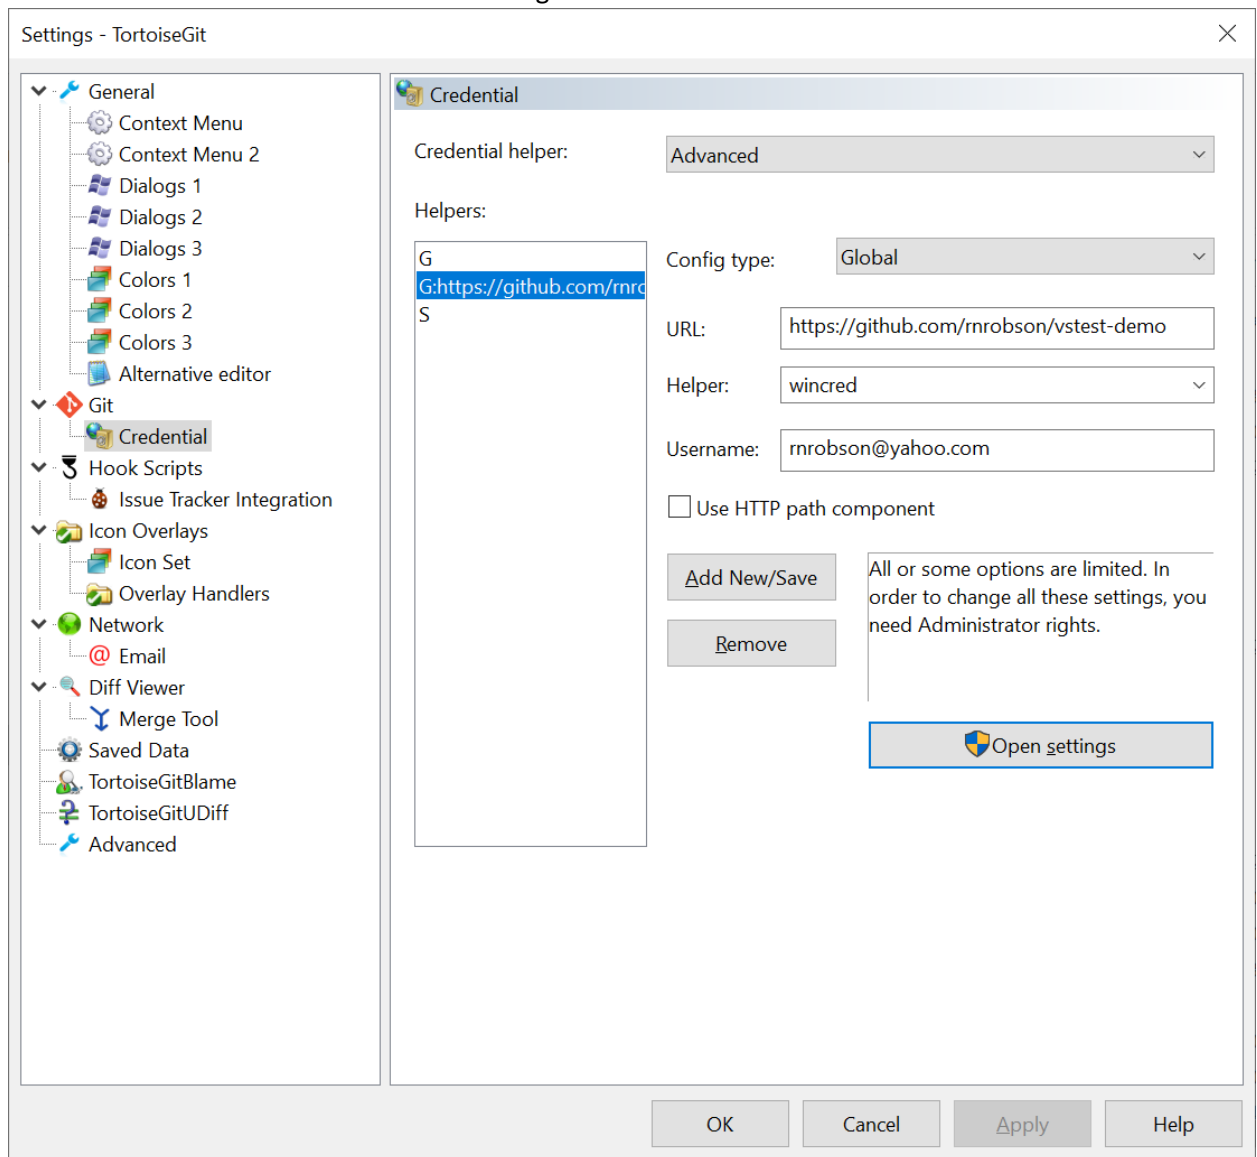 Settings - TortoiseGit
General
Context Menu
Context Menu 2
Dialogs 1
Dialogs 2
Dialogs 3
Colors 1
Colors 2
Colors 3
Alternative editor
Git
Credential
Hook Scripts
Issue Tracker Integration
Icon Overlays
Icon Set
Overlay Handlers
Network
Email
Diff Viewer
Merge Tool
Saved Data
TortoiseGitBlame
TortoiseGitUDiff
Advanced
Credential
Credential helper:
Advanced
Helpers:
G
G:https://github.com/rnro
S
Config type:
Global
URL:
https://github.com/rnrobson/vstest-demo
Helper:
wincred
Username:
rnrobson@yahoo.com
Use HTTP path component
Add New/Save
Remove
All or some options are limited. In
order to change all these settings, you
need Administrator rights.
Open settings
OK
Cancel
Apply
Help